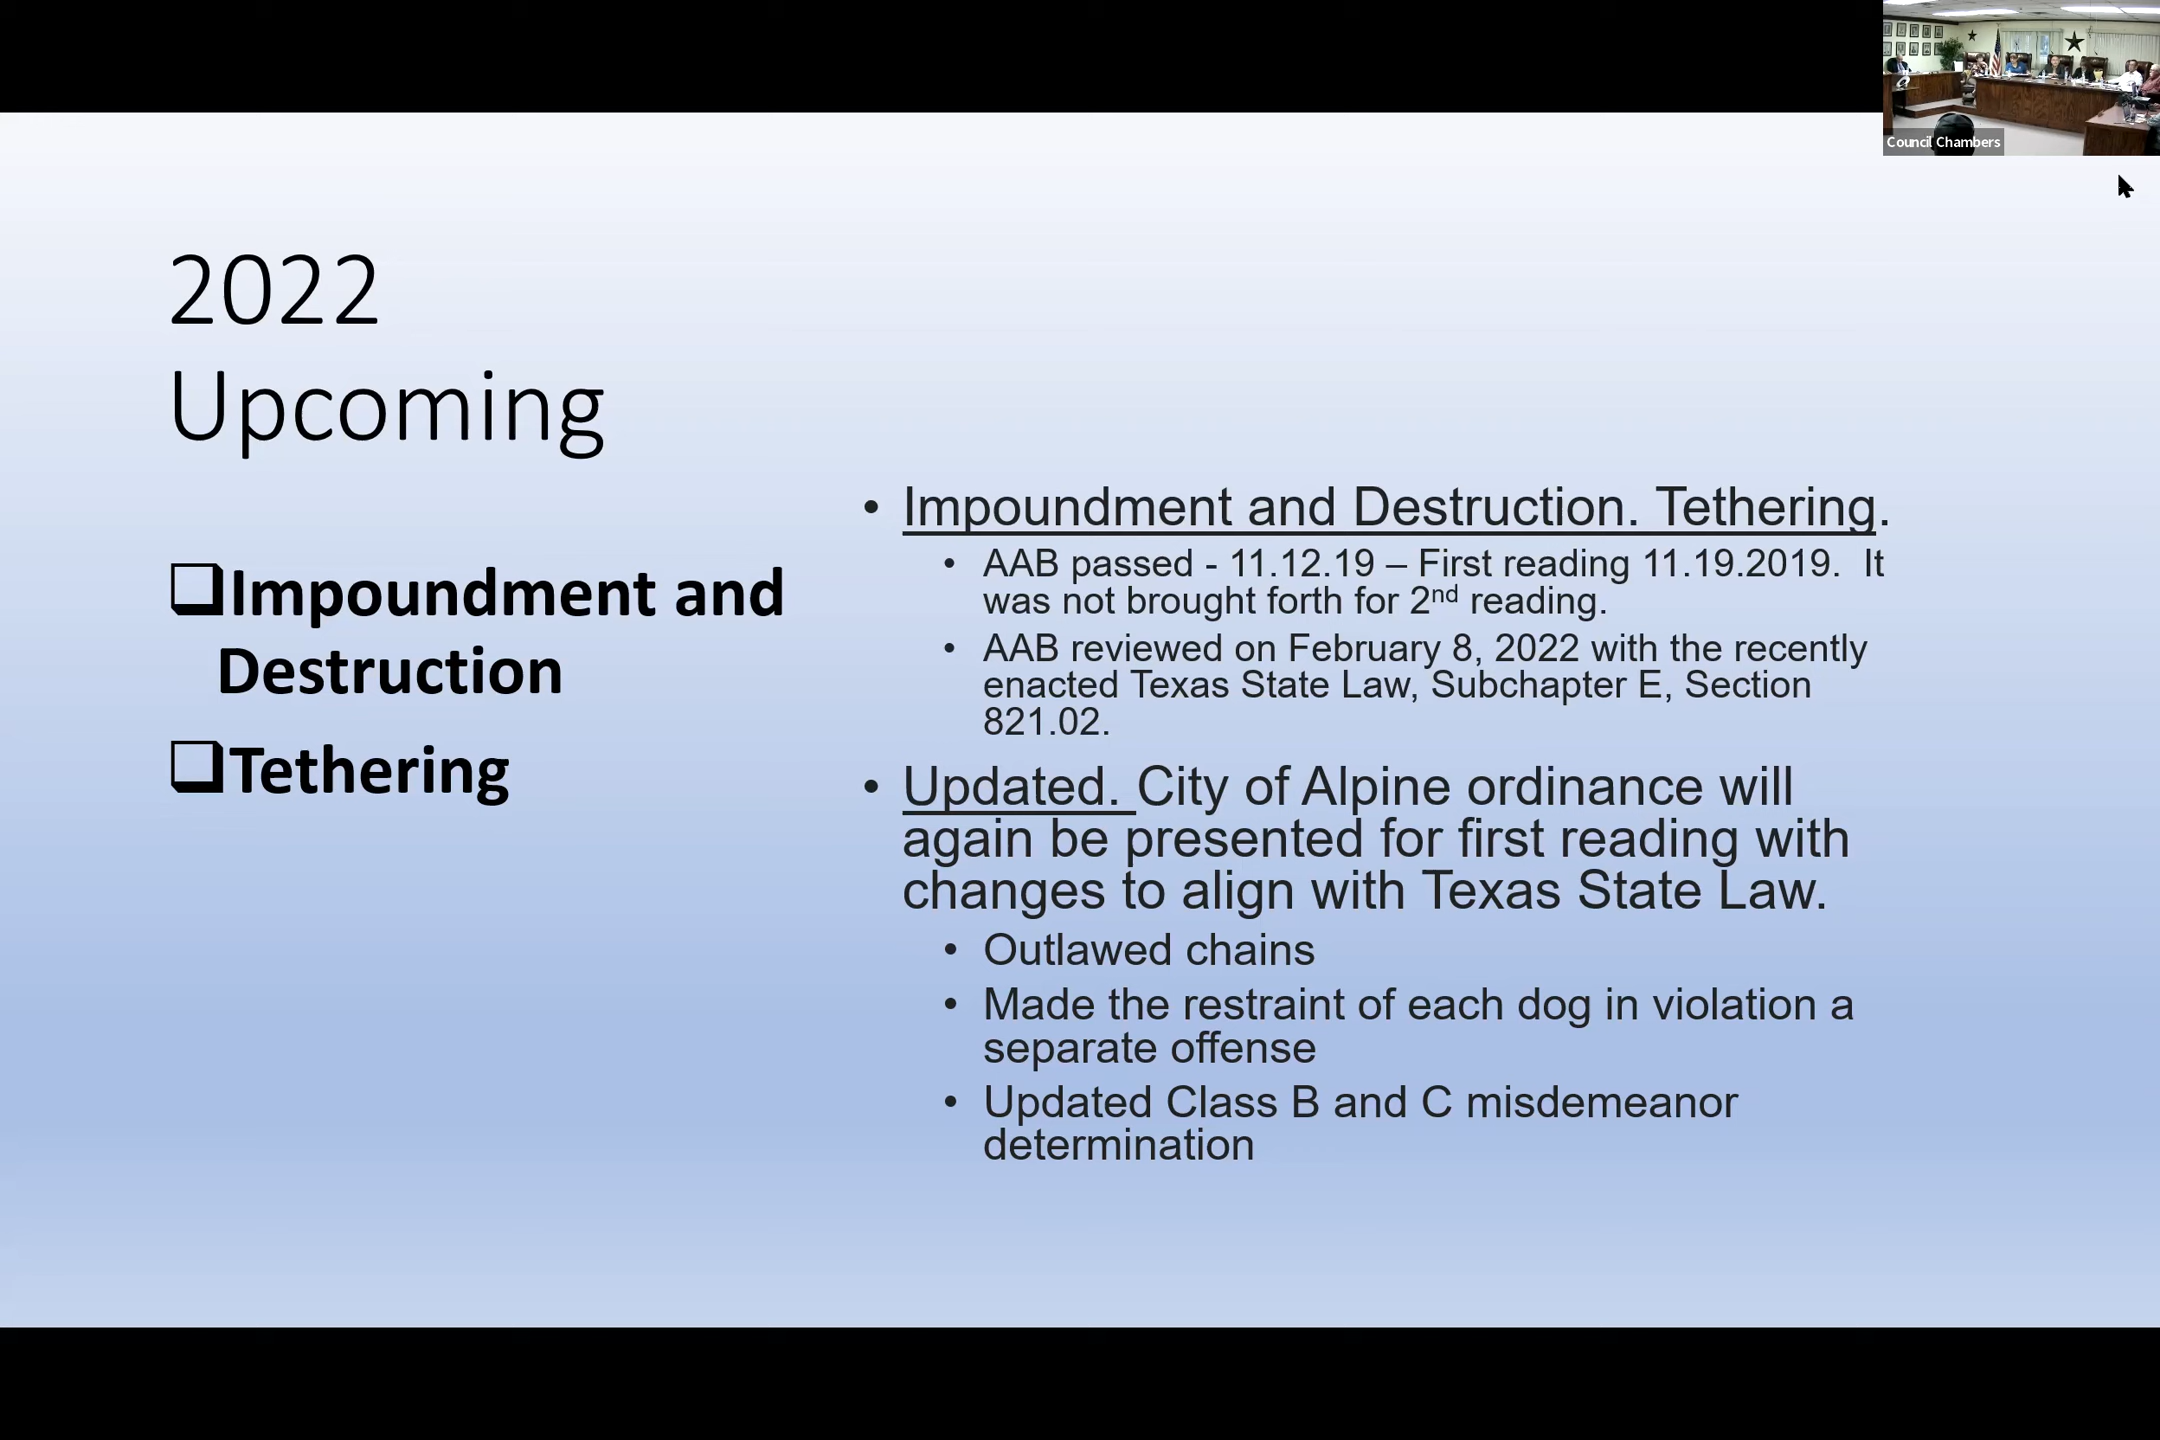 Council Chambers
2022
Upcoming
Impoundment and
Destruction
Tethering
• Impoundment and Destruction. Tethering.
• AAB passed - 11.12.19 – First reading 11.19.2019.  It
was not brought forth for 2nd reading.
• AAB reviewed on February 8, 2022 with the recently
enacted Texas State Law, Subchapter E, Section
821.02.
• Updated. City of Alpine ordinance will
again be presented for first reading with
changes to align with Texas State Law.
• Outlawed chains
• Made the restraint of each dog in violation a
separate offense
• Updated Class B and C misdemeanor
determination